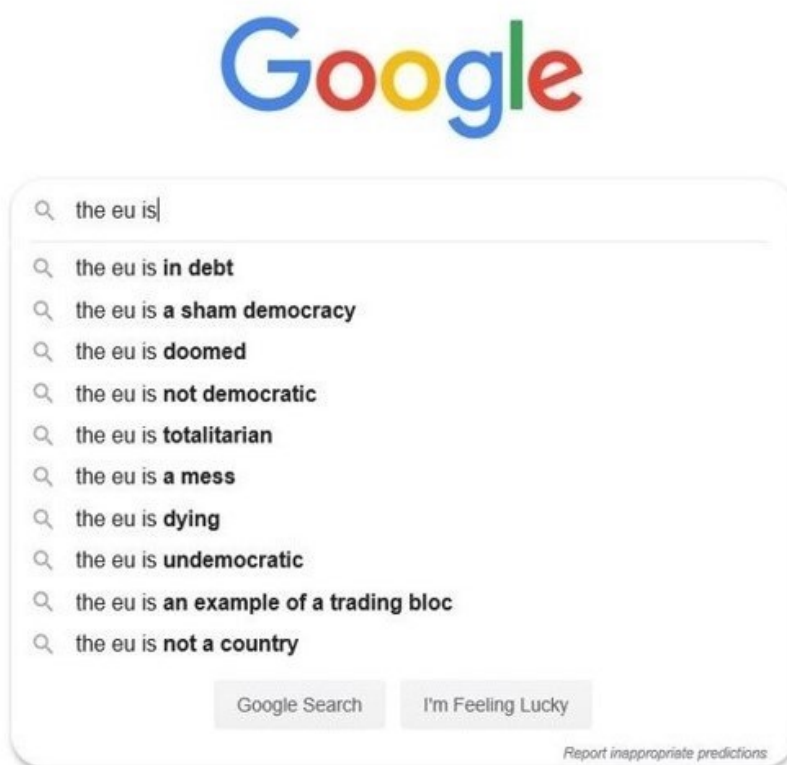 Google
the eu is
the eu is in debt
the eu is a sham democracy
the eu is doomed
the eu is not democratic
the eu is totalitarian
the eu is a mess
the eu is dying
the eu is undemocratic
the eu is an example of a trading bloc
the eu is not a country
Google Search I'm Feeling Lucky
Report inappropriate predictions